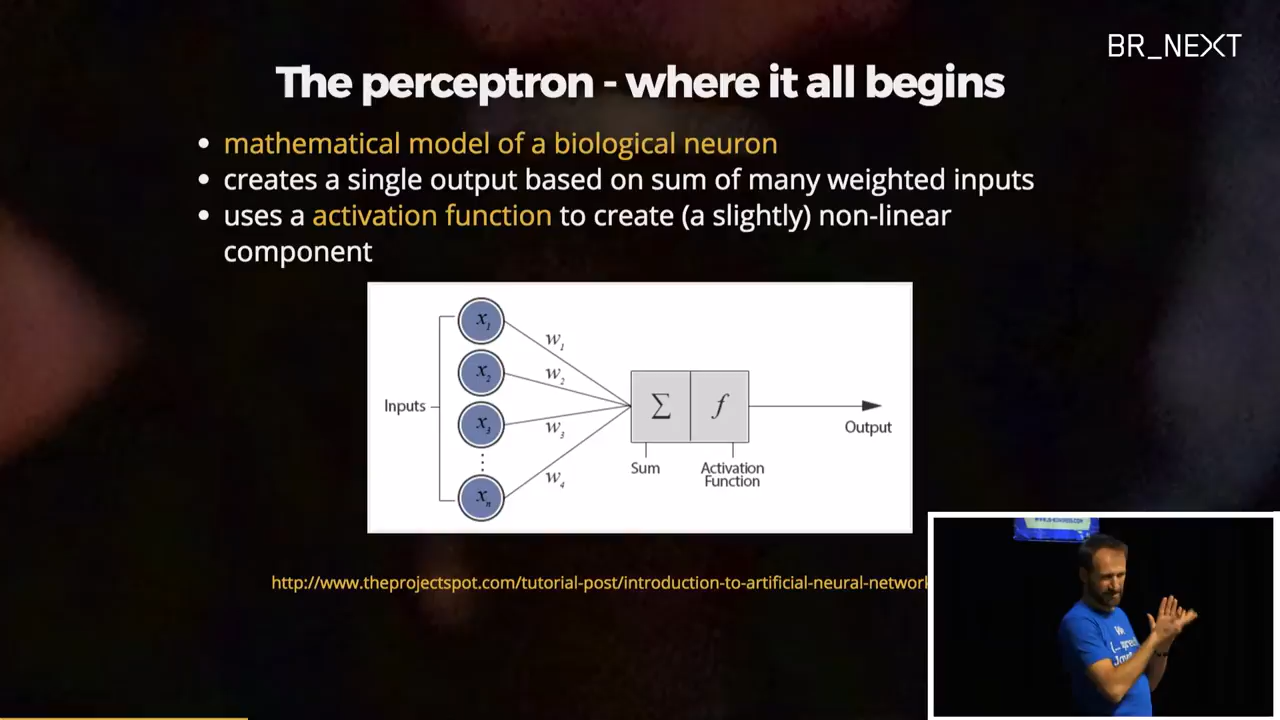 BR_NEXT
The perceptron - where it all begins
mathematical model of a biological neuron
creates a single output based on sum of many weighted inputs
uses a activation function to create (a slightly) non-linear
component
x1
w1
x2
w2
Inputs
x3
w3
xn
w4
Σ f
Output
Sum
Activation
Function
http://www.theprojectspot.com/tutorial-post/introduction-to-artificial-neural-network